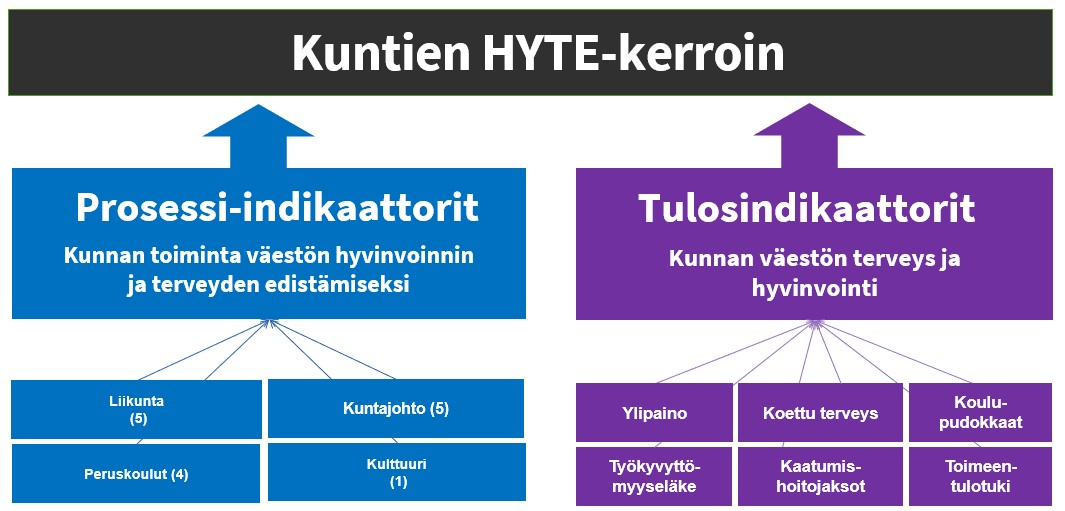 Kuntien HYTE-kerroin
Prosessi-indikaattorit
Kunnan toiminta väestön hyvinvoinnin
ja terveyden edistämiseksi
Liikunta
(5)
Kuntajohto (5)
Peruskoulut (4)
Kulttuuri
(1)
Tulosindikaattorit
Kunnan väestön terveys ja
hyvinvointi
Ylipaino
Koettu terveys
Koulu-
pudokkaat
Työkyvyttö-
myyseläke
Kaatumis-
hoitojaksot
Toimeen-
tulotuki